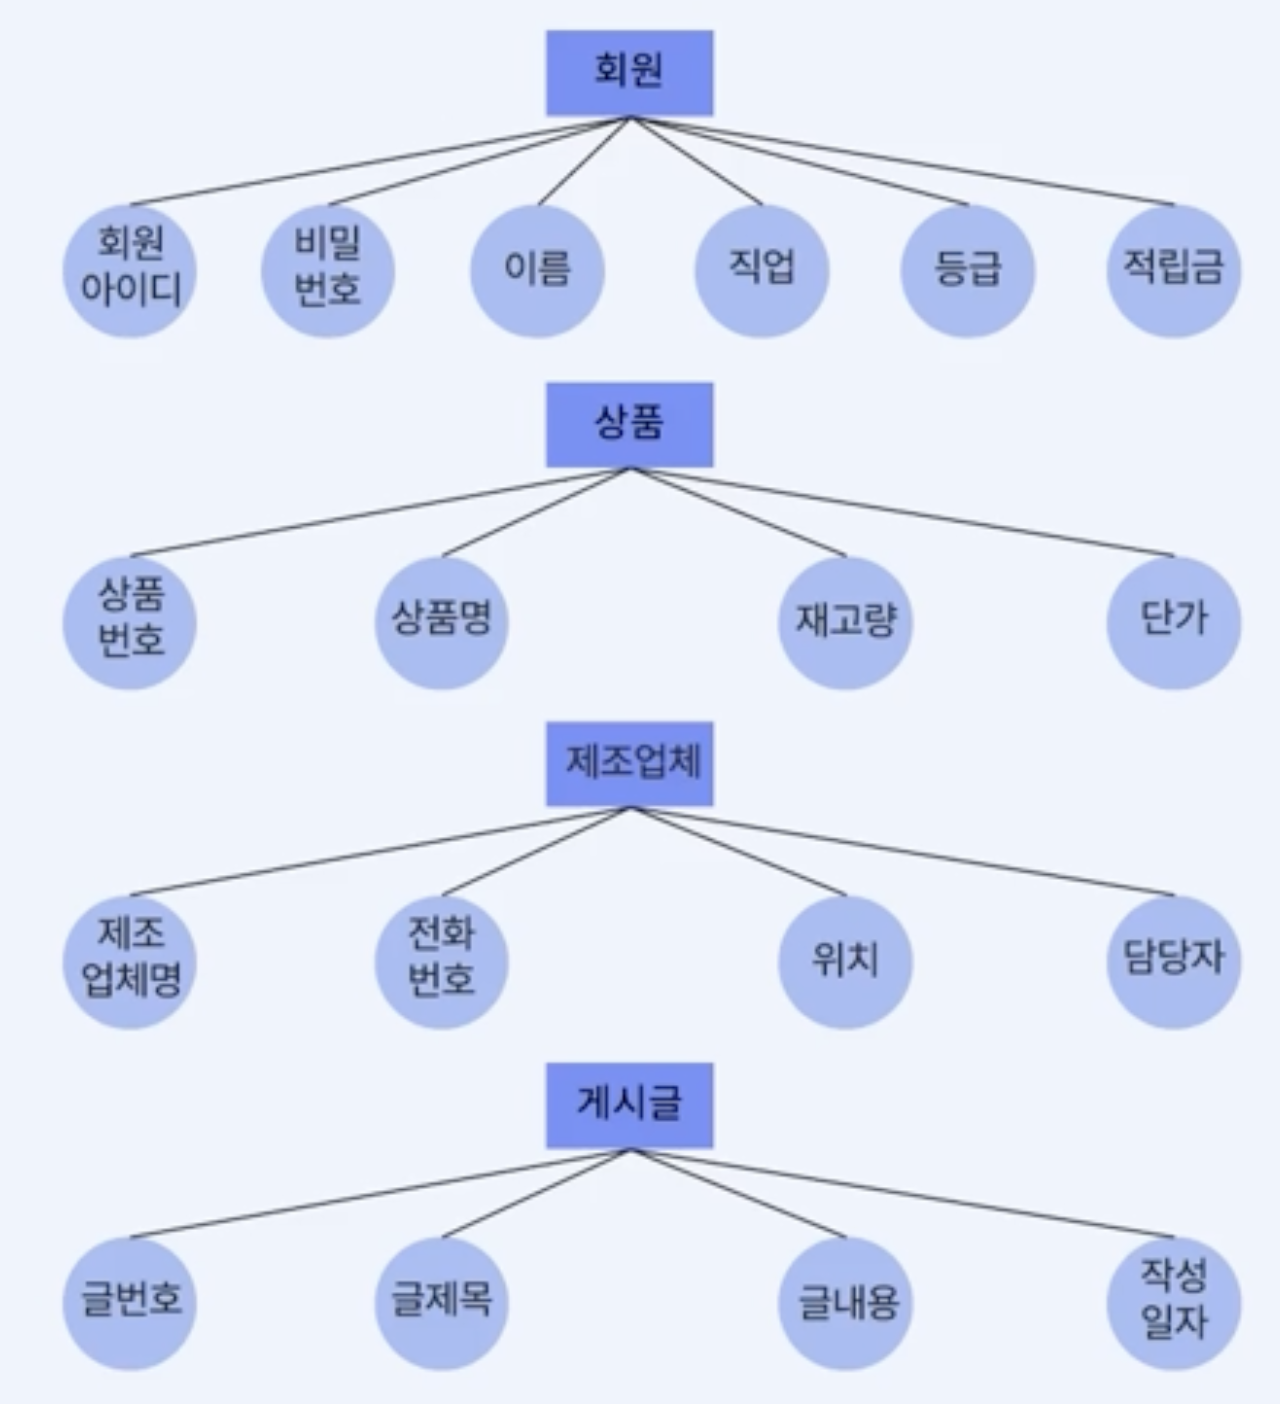 회원
회원
아이디
비밀
번호
이름
직업
등급
적립금
상품
상품
번호
상품명
재고량
단가
제조업체
제조
업체명
전화
번호
위치
담당자
게시글
글번호
글제목
글내용
작성
일자